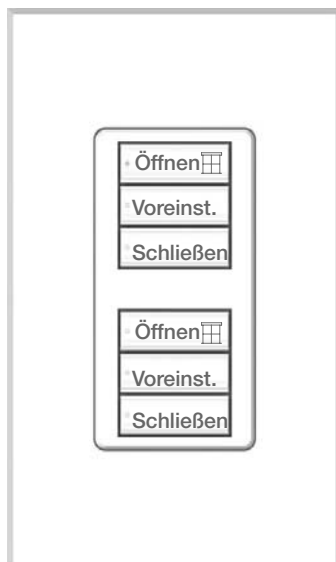 Öffnen
Voreinst.
Schließen
Öffnen
Voreinst.
Schließen